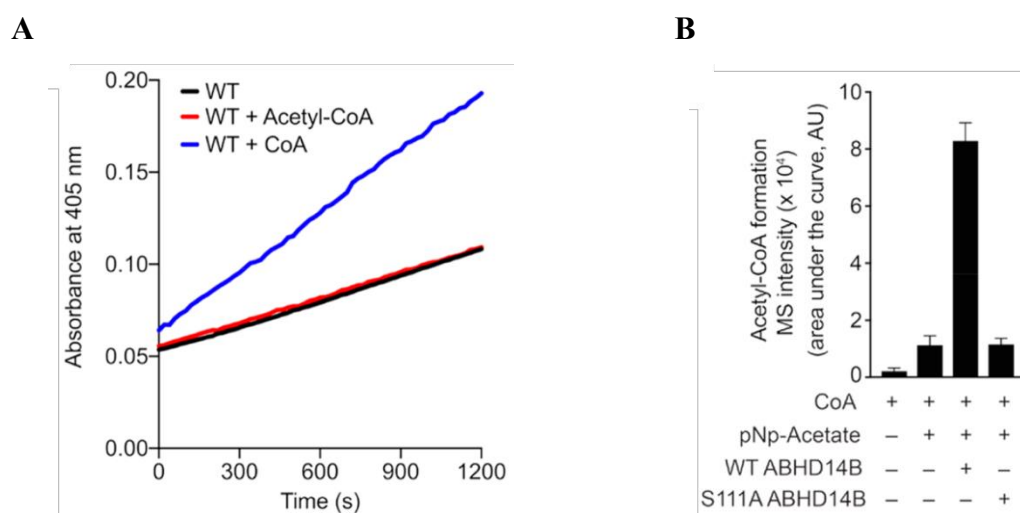 A
B
Absorbance at 405 nm
0.20
0.15
0.10
0.05
0.00
WT
WT + Acetyl-CoA
WT + CoA
0 300 600 900 1200
Time (s)
Acetyl-CoA formation
MS intensity (x 10⁴)
(area under the curve, AU)
10
8
6
4
2
0
CoA + + + +
pNp-Acetate – + + +
WT ABHD14B – – + –
S111A ABHD14B – – – +